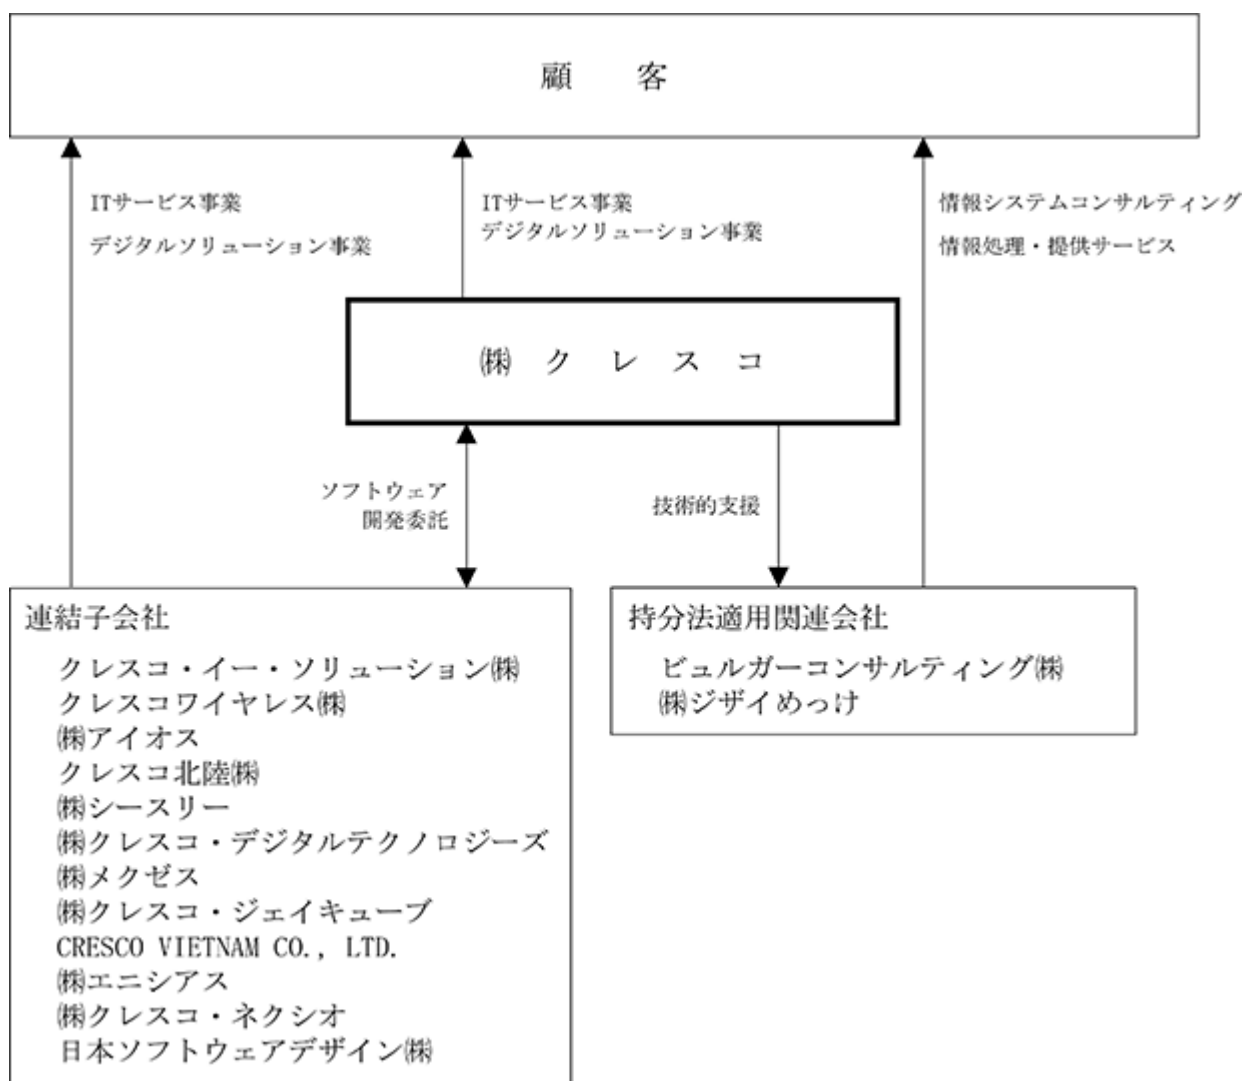 顧 客
ITサービス事業
デジタルソリューション事業
ITサービス事業
デジタルソリューション事業
情報システムコンサルティング
情報処理・提供サービス
㈱ ク レ ス コ
ソフトウェア
開発委託
技術的支援
連結子会社
クレスコ・イー・ソリューション㈱
クレスコワイヤレス㈱
㈱アイオス
クレスコ北陸㈱
㈱シースリー
㈱クレスコ・デジタルテクノロジーズ
㈱メクゼス
㈱クレスコ・ジェイキューブ
CRESCO VIETNAM CO., LTD.
㈱エニシアス
㈱クレスコ・ネクシオ
日本ソフトウェアデザイン㈱
持分法適用関連会社
ビュルガーコンサルティング㈱
㈱ジザイめっけ